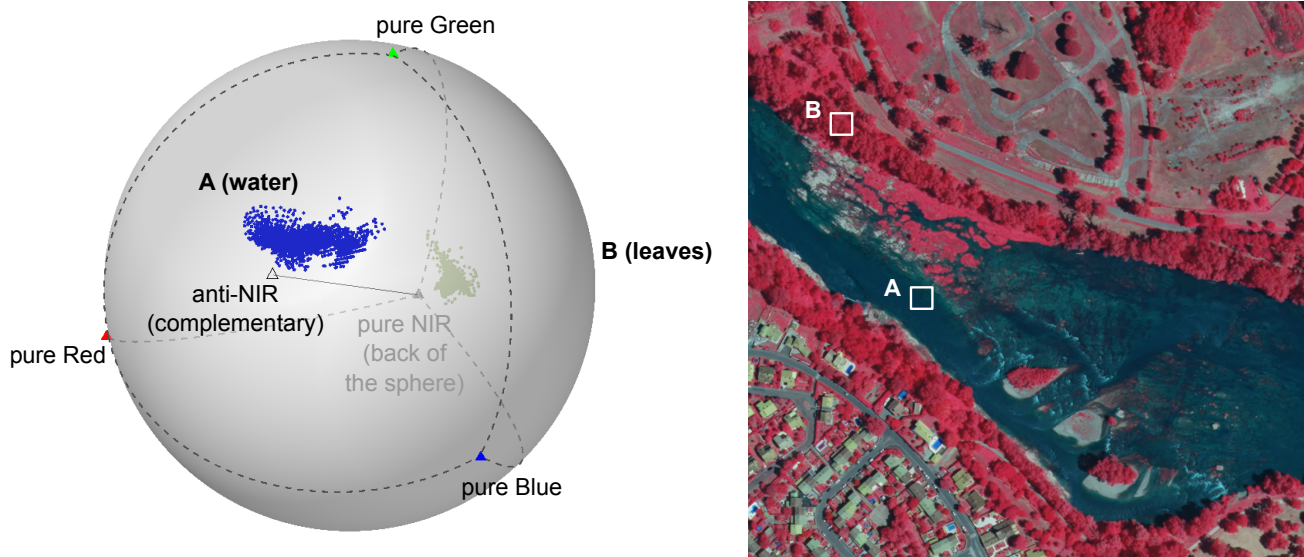 pure Green
A (water)
B (leaves)
anti-NIR
(complementary)
pure NIR
(back of
the sphere)
pure Red
pure Blue
B
A